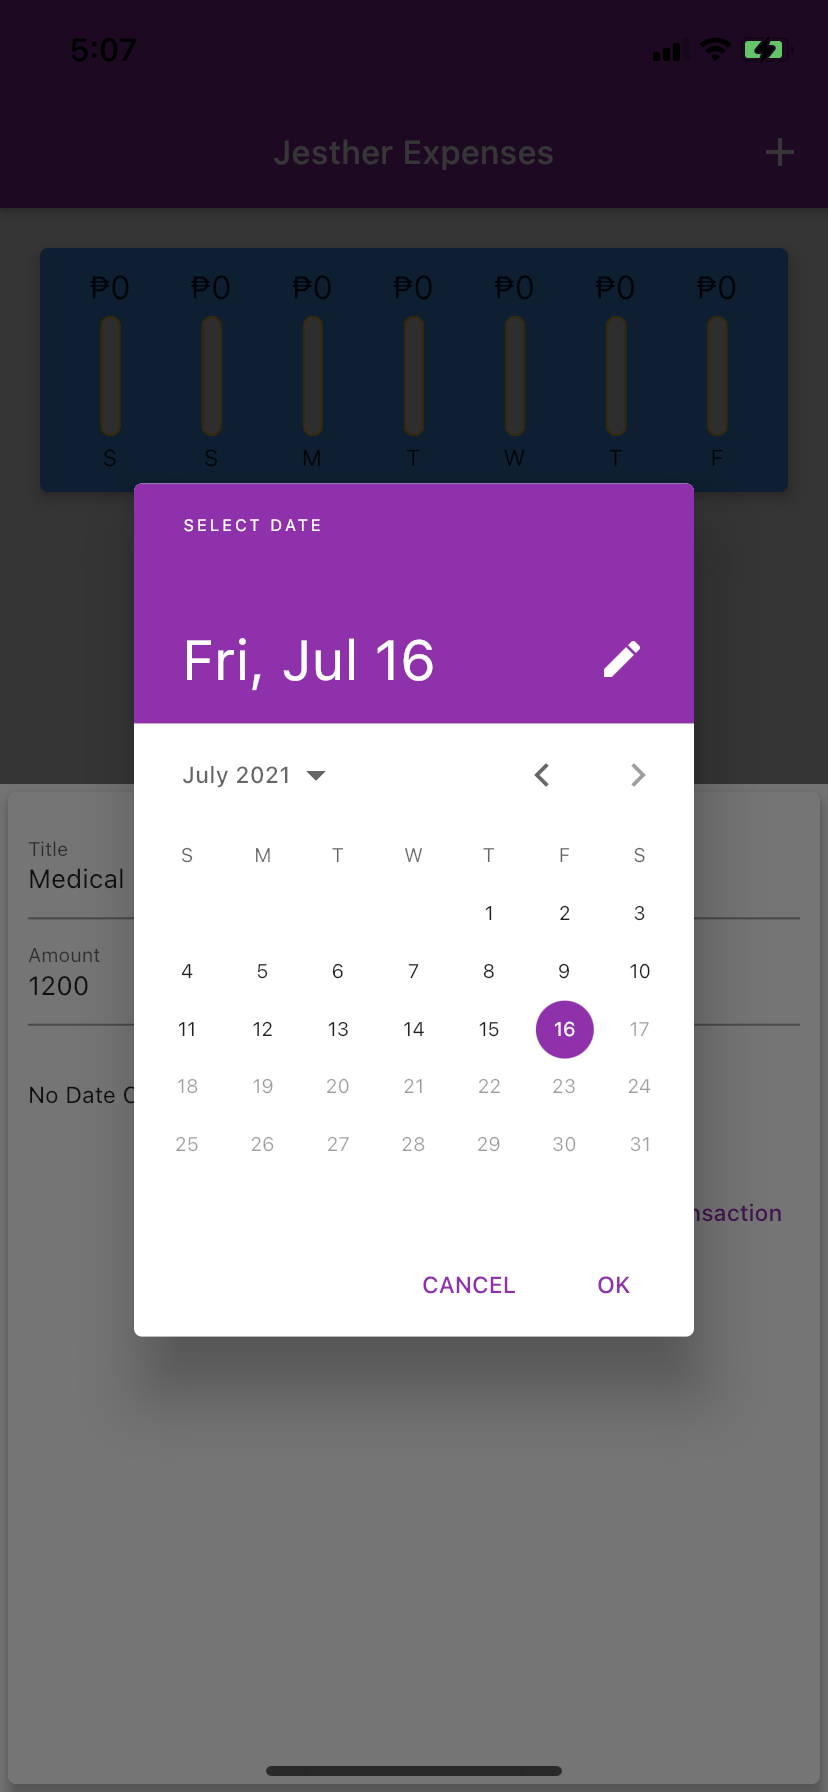 5:07
Jesther Expenses
₱0 ₱0 ₱0 ₱0 ₱0 ₱0 ₱0
S S M T W T F
SELECT DATE
Fri, Jul 16
July 2021
S M T W T F S
1 2 3
4 5 6 7 8 9 10
11 12 13 14 15 16 17
18 19 20 21 22 23 24
25 26 27 28 29 30 31
CANCEL OK
Title
Medical
Amount
1200
No Date